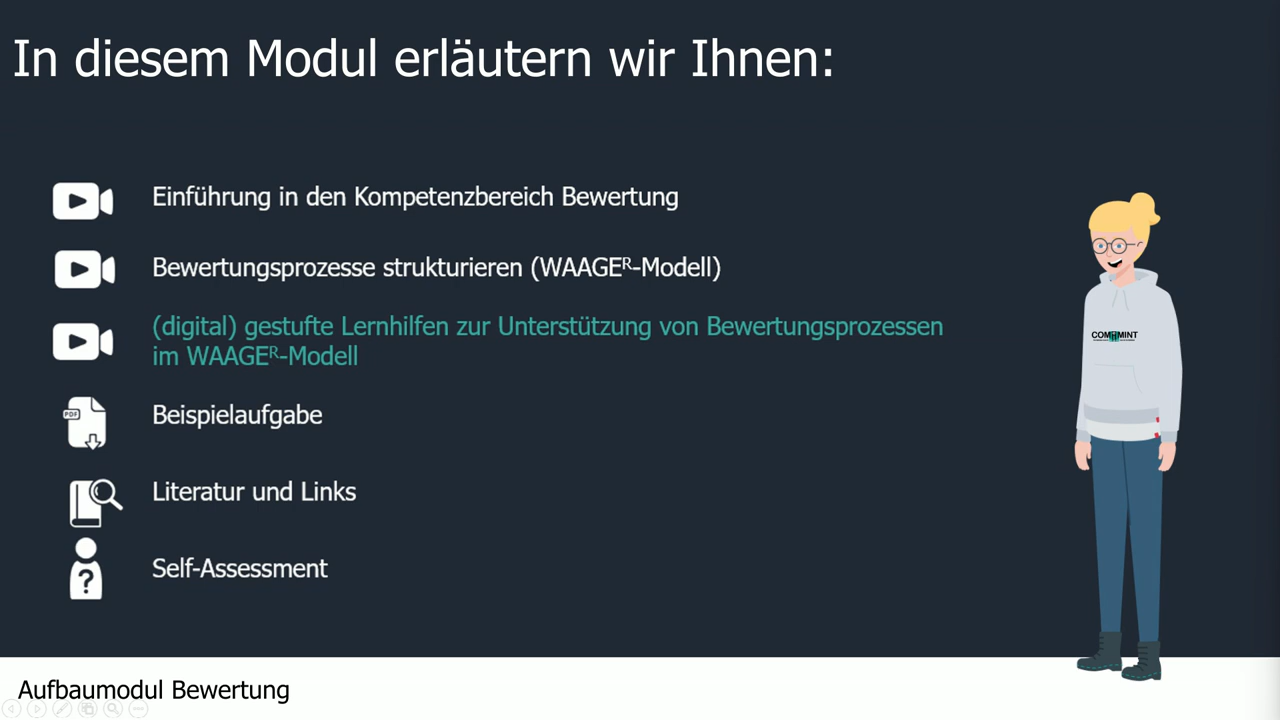 In diesem Modul erläutern wir Ihnen:
Einführung in den Kompetenzbereich Bewertung
Bewertungsprozesse strukturieren (WAAGEᴿ-Modell)
(digital) gestufte Lernhilfen zur Unterstützung von Bewertungsprozessen
im WAAGEᴿ-Modell
COMeMINT
PDF
Beispielaufgabe
Literatur und Links
?
Self-Assessment
Aufbaumodul Bewertung